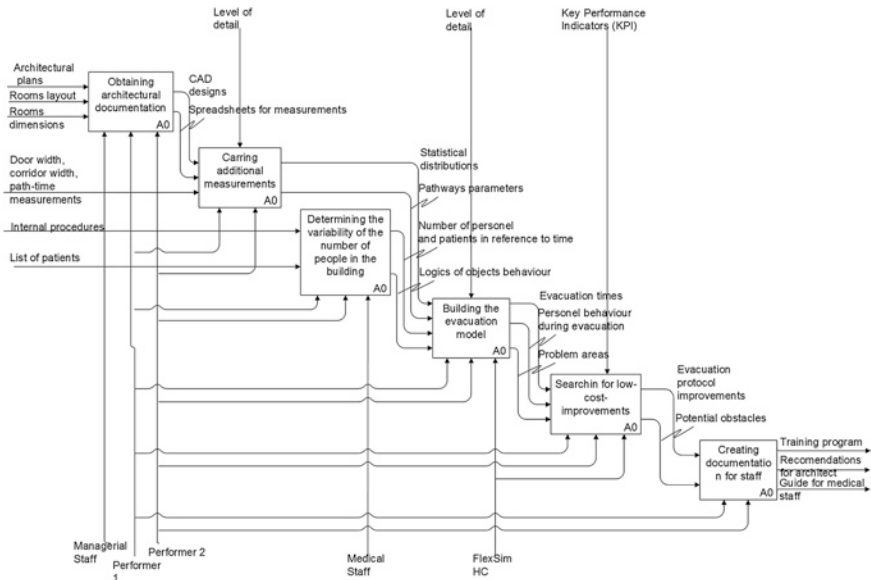 Level of
detail
Level of
detail
Key Performance
Indicators (KPI)
Architectural
plans
Rooms layout
Rooms
dimensions
Obtaining
architectural
documentation
A0
CAD
designs
Spreadsheets for measurements
Door width,
corridor width,
path-time
measurements
Carring
additional
measurements
A0
Statistical
distributions
Pathways parameters
Internal procedures
List of patients
Determining the
variability of the
number of
people in the
building
A0
Number of personel
and patients in reference to time
Logics of objects behaviour
Building the
evacuation
model
A0
Evacuation times
Personel behaviour
during evacuation
Problem areas
Searchin for low-
cost-
improvements
A0
Evacuation
protocol
improvements
Potential obstacles
Creating
documentatio
n for staff
A0
Training program
Recomendations
for architect
Guide for medical
staff
Managerial
Staff
Performer
1
Performer 2
Medical
Staff
FlexSim
HC